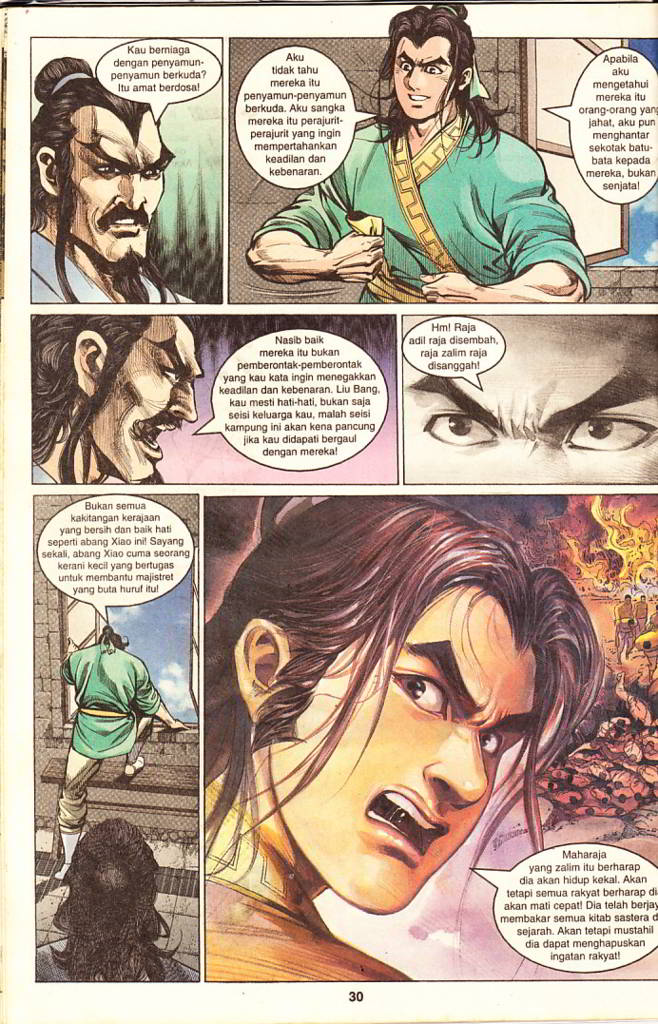 Kau berniaga
dengan penyamun-
penyamun berkuda?
Itu amat berdosa!
Aku
tidak tahu
mereka itu
penyamun-penyamun
berkuda. Aku sangka
mereka itu perajurit-
perajurit yang ingin
mempertahankan
keadilan dan
kebenaran.
Apabila
aku
mengetahui
mereka itu
orang-orang yang
jahat, aku pun
menghantar
sekotak batu-
bata kepada
mereka, bukan
senjata!
Nasib baik
mereka itu bukan
pemberontak-pemberontak
yang kau kata ingin menegakkan
keadilan dan kebenaran. Liu Bang,
kau mesti hati-hati, bukan saja
seisi keluarga kau, malah seisi
kampung ini akan kena pancung
jika kau didapati bergaul
dengan mereka!
Hm! Raja
adil raja disembah,
raja zalim raja
disanggah!
Bukan semua
kakitangan kerajaan
yang bersih dan baik hati
seperti abang Xiao ini! Sayang
sekali, abang Xiao cuma seorang
kerani kecil yang bertugas
untuk membantu majistret
yang buta huruf itu!
Maharaja
yang zalim itu berharap
dia akan hidup kekal. Akan
tetapi semua rakyat berharap di
akan mati cepat! Dia telah berjay
membakar semua kitab sastera d
sejarah. Akan tetapi mustahil
dia dapat menghapuskan
ingatan rakyat!
30